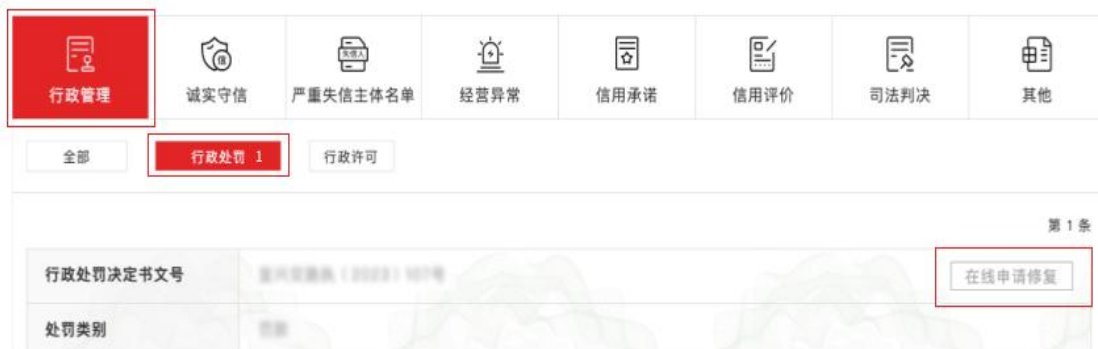 行政管理 诚实守信 失信人 严重失信主体名单 经营异常 信用承诺 信用评价 司法判决 其他
全部 行政处罚 1 行政许可
第 1 条
行政处罚决定书文号 在线申请修复
处罚类别